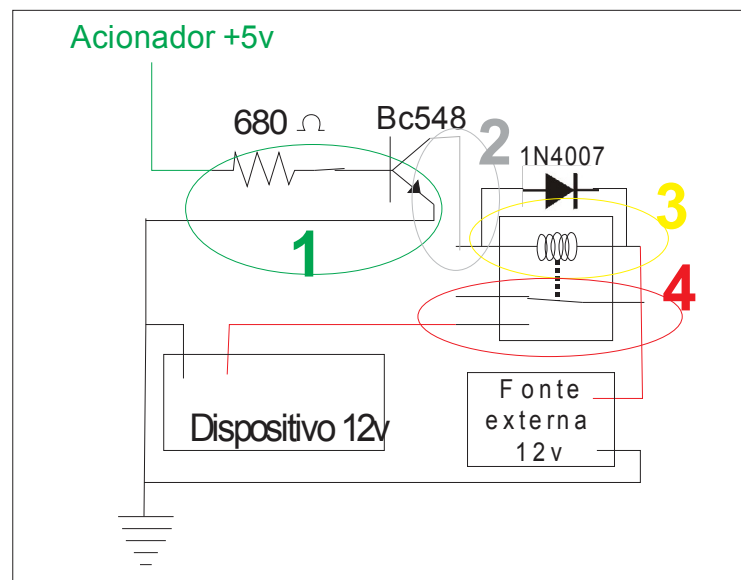 Acionador +5v
680 Ω
Bc548
2
1N4007
3
1
4
Dispositivo 12v
Fonte
externa
12v